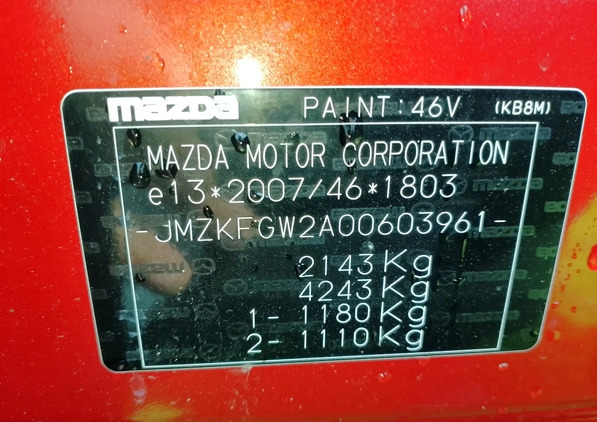 mazda PAINT:46V (KB8M)
MAZDA MOTOR CORPORATION
e13*2007/46*1803
-JMZKFGW2A00603961-
2143Kg
4243Kg
1-1180Kg
2-1110Kg